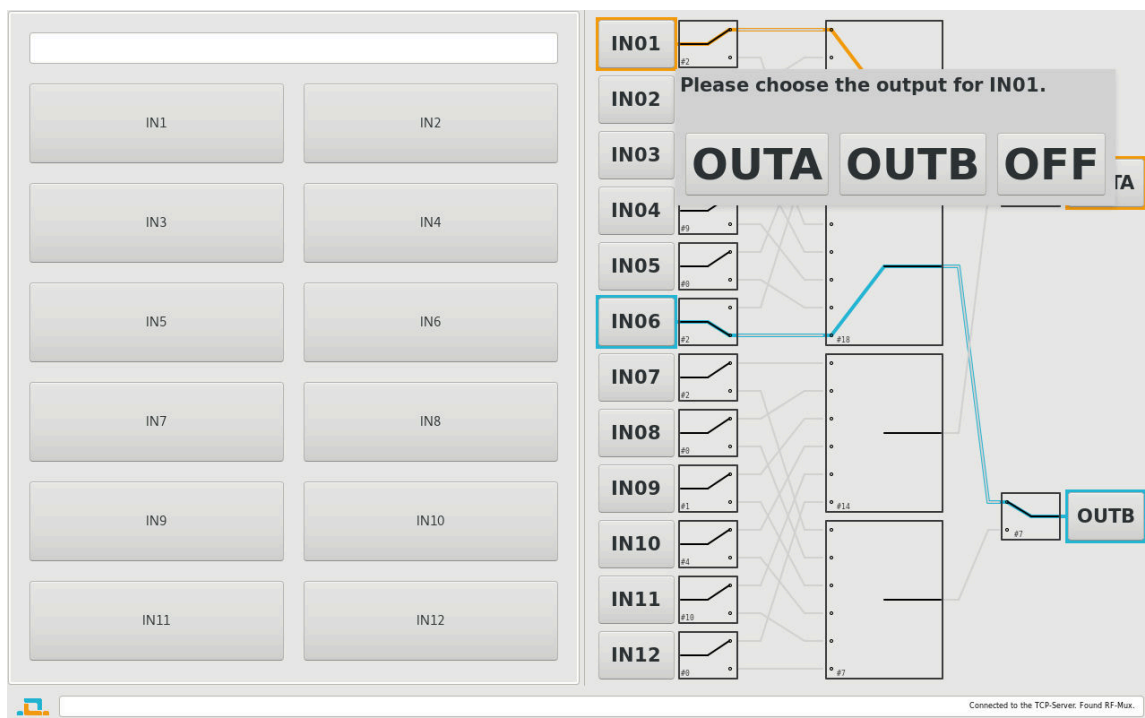 IN1
IN2
IN3
IN4
IN5
IN6
IN7
IN8
IN9
IN10
IN11
IN12
IN01
#2
IN02
Please choose the output for IN01.
IN03
OUTA
OUTB
OFF
TA
IN04
#9
IN05
#0
IN06
#2
#18
IN07
#2
IN08
#0
IN09
#1
#14
OUTB
#7
IN10
#4
IN11
#10
IN12
#0
#7
Connected to the TCP-Server. Found RF-Mux.